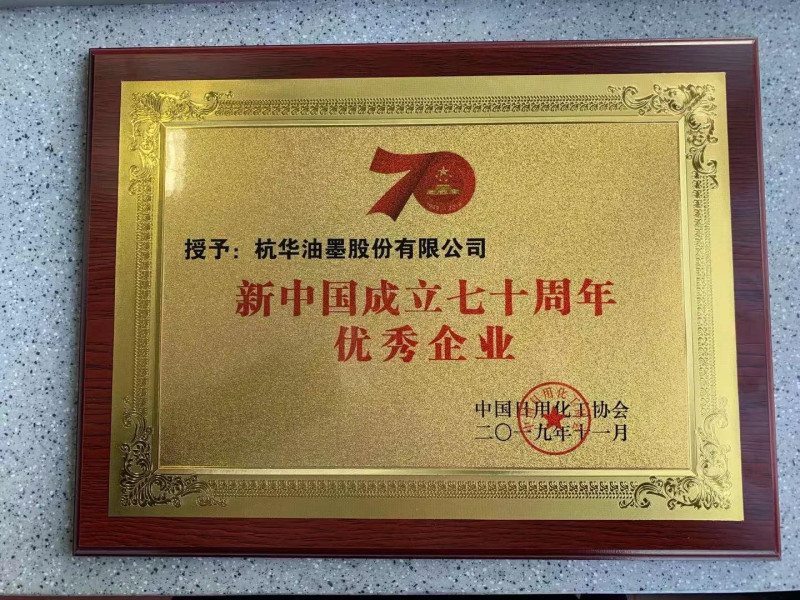 70
授予：杭华油墨股份有限公司
新中国成立七十周年
优秀企业
中国日用化工协会
二〇一九年十一月